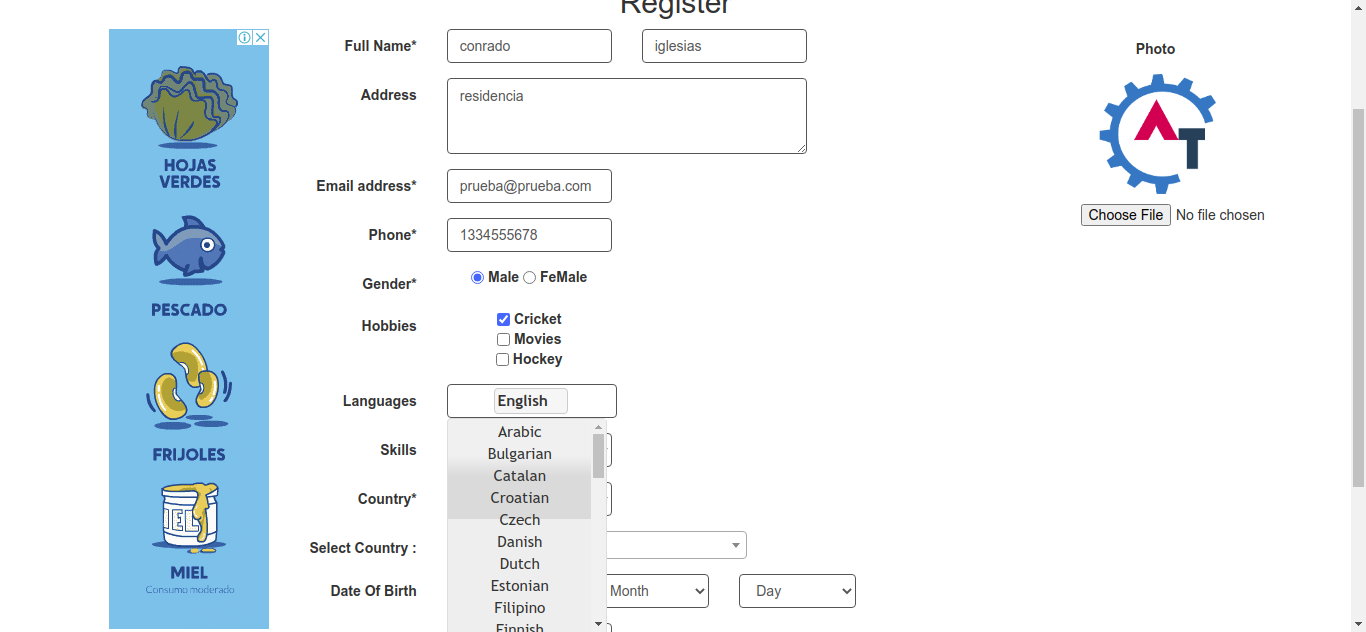 Register
HOJAS
VERDES
PESCADO
FRIJOLES
MIEL
Consumo moderado
Full Name* conrado iglesias
Address residencia
Email address* prueba@prueba.com
Phone* 1334555678
Gender* Male FeMale
Hobbies Cricket
Movies
Hockey
Languages English
Arabic
Bulgarian
Skills
Catalan
Croatian
Country*
Czech
Danish
Select Country :
Dutch
Estonian
Date Of Birth Month Day
Filipino
Finnish
Photo
AT
Choose File No file chosen